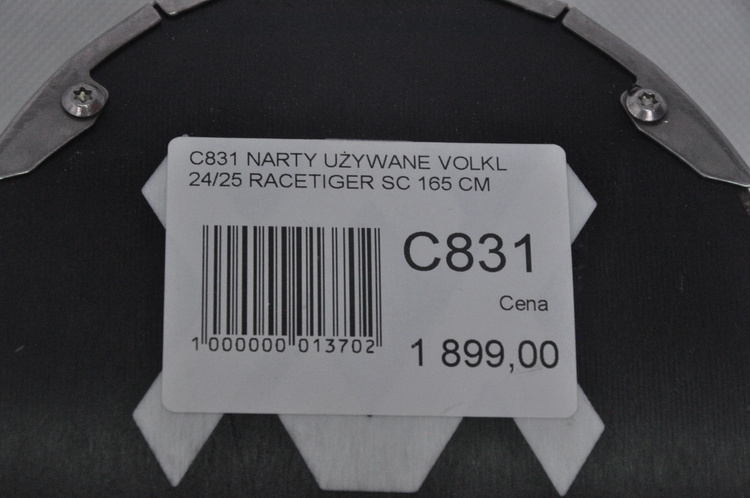 C831 NARTY UŻYWANE VOLKL
24/25 RACETIGER SC 165 CM
C831
Cena
1 000000 013702
1 899,00